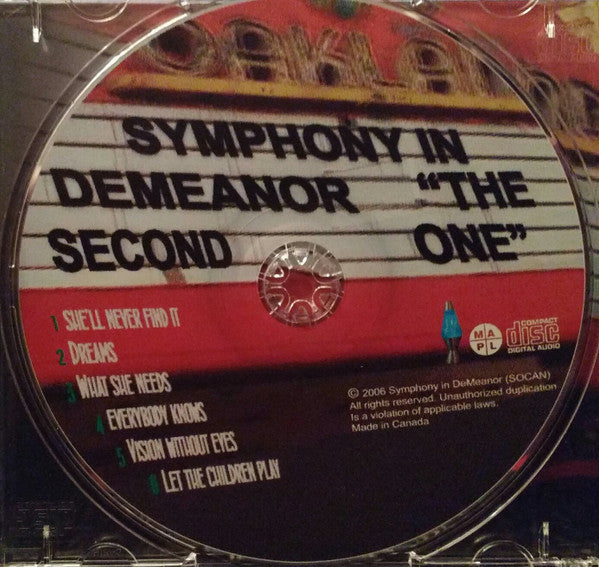 SYMPHONY IN
DEMEANOR "THE
SECOND ONE"
1 SHE'LL NEVER FIND IT
2 DREAMS
3 WHAT SHE NEEDS
4 EVERYBODY KNOWS
5 VISION WITHOUT EYES
6 LET THE CHILDREN PLAY
M A
P L
COMPACT
disc
DIGITAL AUDIO
© 2006 Symphony in DeMeanor (SOCAN)
All rights reserved. Unauthorized duplication
Is a violation of applicable laws.
Made in Canada